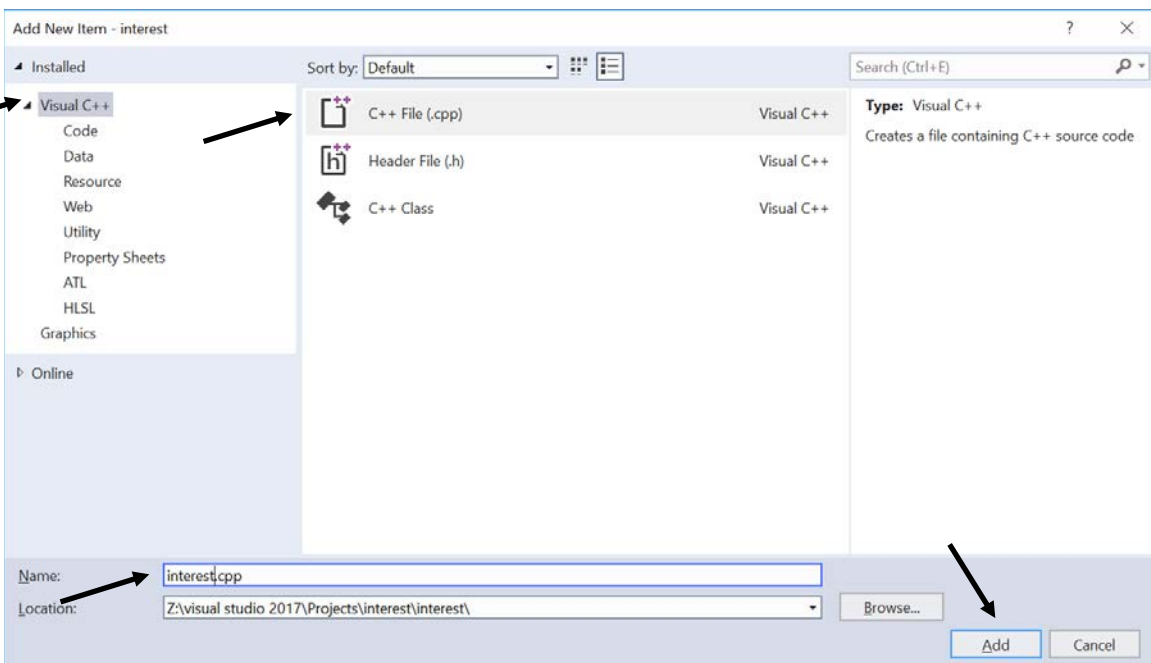 Add New Item - interest
? ×
Installed
Sort by: Default
Search (Ctrl+E)
Visual C++
Code
Data
Resource
Web
Utility
Property Sheets
ATL
HLSL
Graphics
Online
C++ File (.cpp) Visual C++
Header File (.h) Visual C++
C++ Class Visual C++
Type: Visual C++
Creates a file containing C++ source code
Name: interest.cpp
Location: Z:\visual studio 2017\Projects\interest\interest\
Browse...
Add Cancel